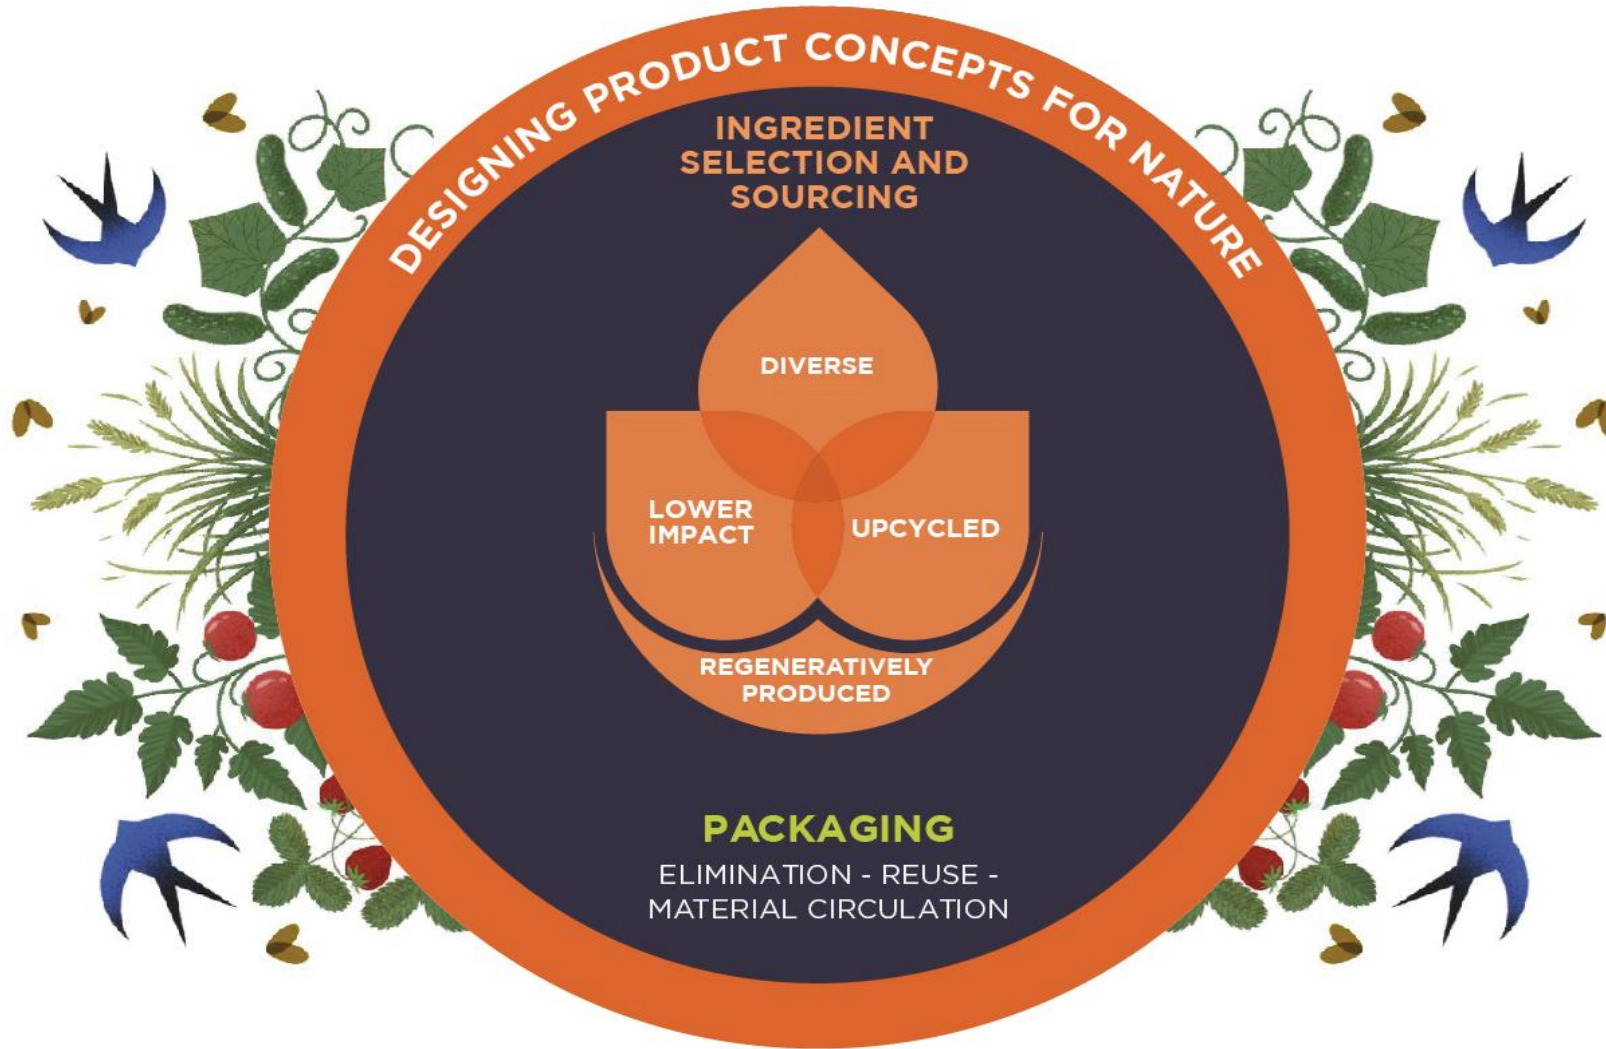 DESIGNING PRODUCT CONCEPTS FOR NATURE
INGREDIENT
SELECTION AND
SOURCING
DIVERSE
LOWER
IMPACT
UPCYCLED
REGENERATIVELY
PRODUCED
PACKAGING
ELIMINATION - REUSE -
MATERIAL CIRCULATION